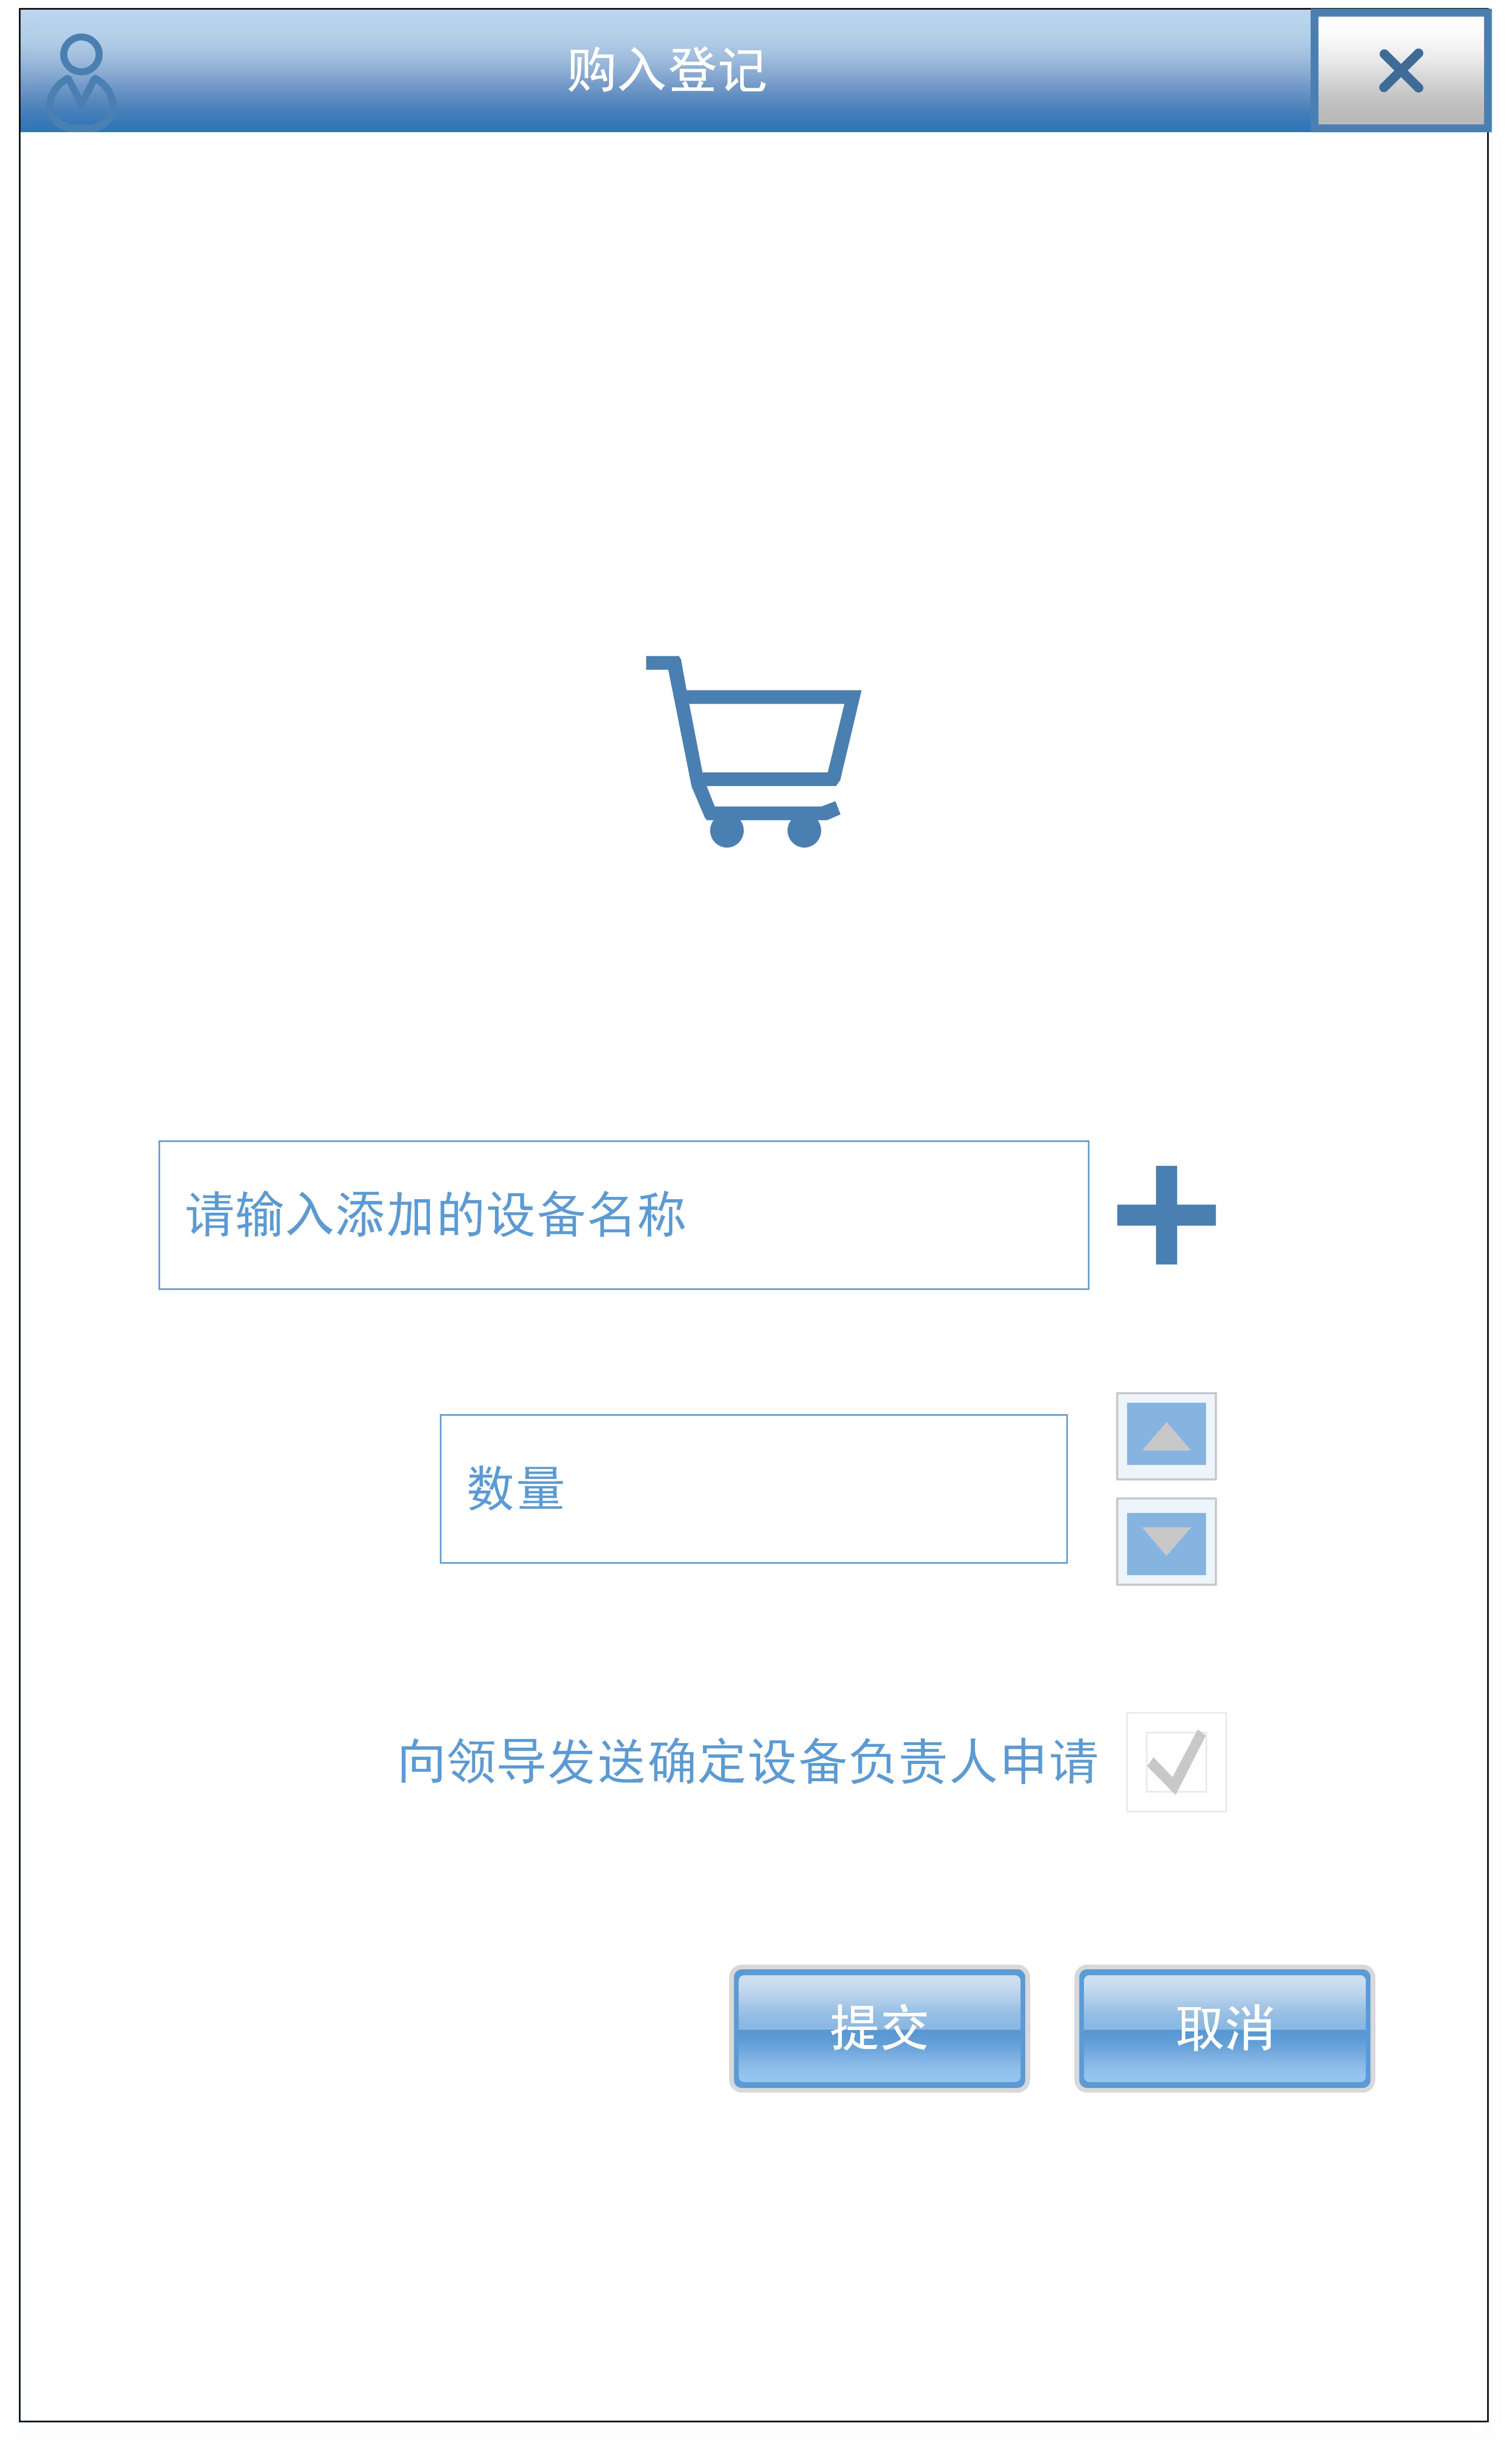 购入登记
请输入添加的设备名称
数量
向领导发送确定设备负责人申请
提交
取消